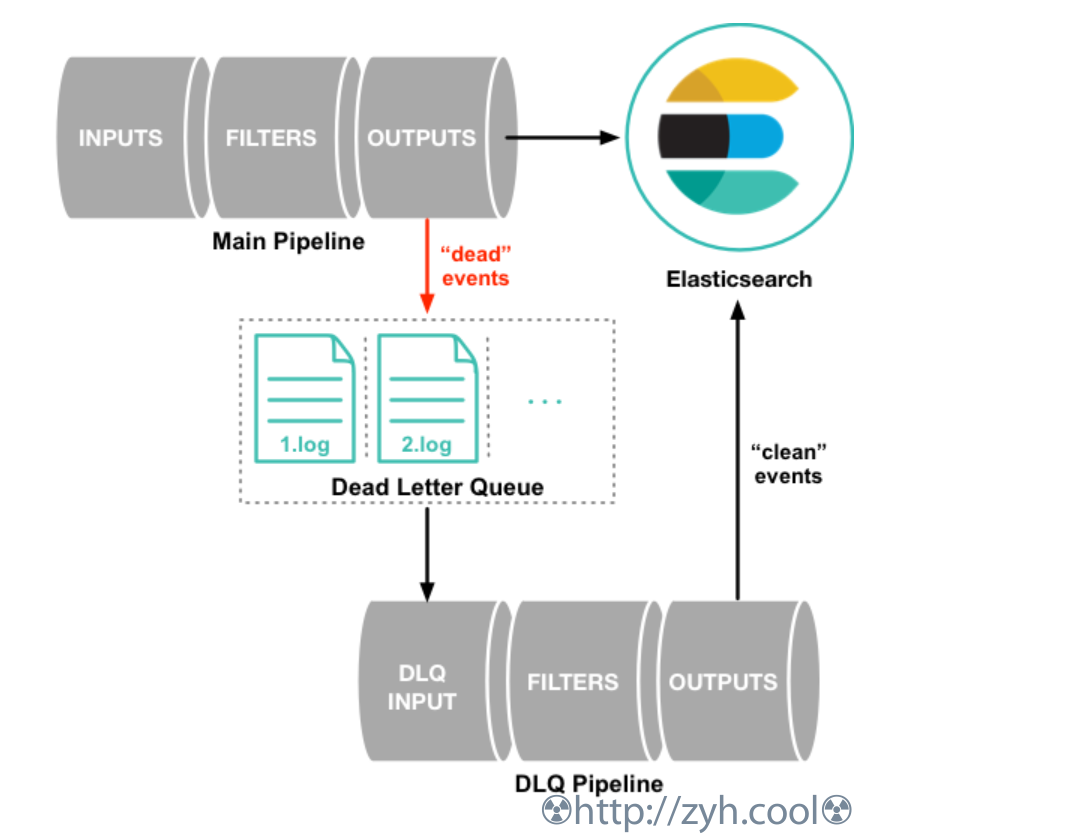 INPUTS
FILTERS
OUTPUTS
Main Pipeline
“dead”
events
Elasticsearch
1.log
2.log
...
Dead Letter Queue
“clean”
events
DLQ
INPUT
FILTERS
OUTPUTS
DLQ Pipeline
☢http://zyh.cool☢